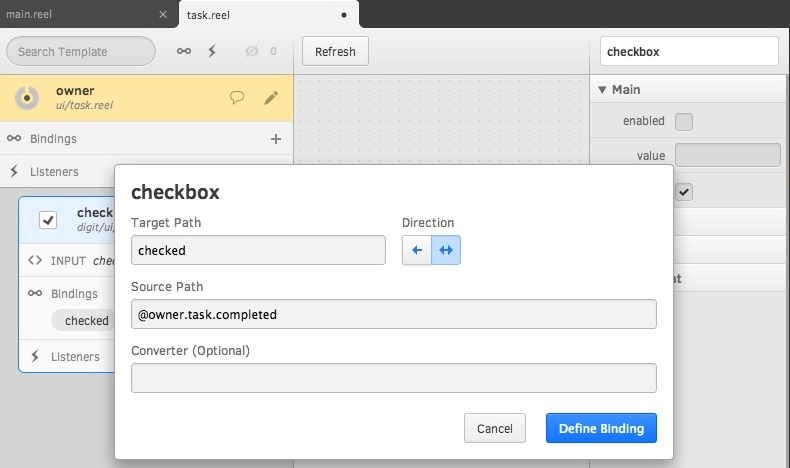 main.reel
task.reel
Search Template
0
Refresh
checkbox
owner
ui/task.reel
Bindings
Listeners
Main
enabled
value
check
digit/ui/
INPUT chec
Bindings
checked
Listeners
checkbox
Target Path
Direction
checked
Source Path
@owner.task.completed
Converter (Optional)
Cancel
Define Binding